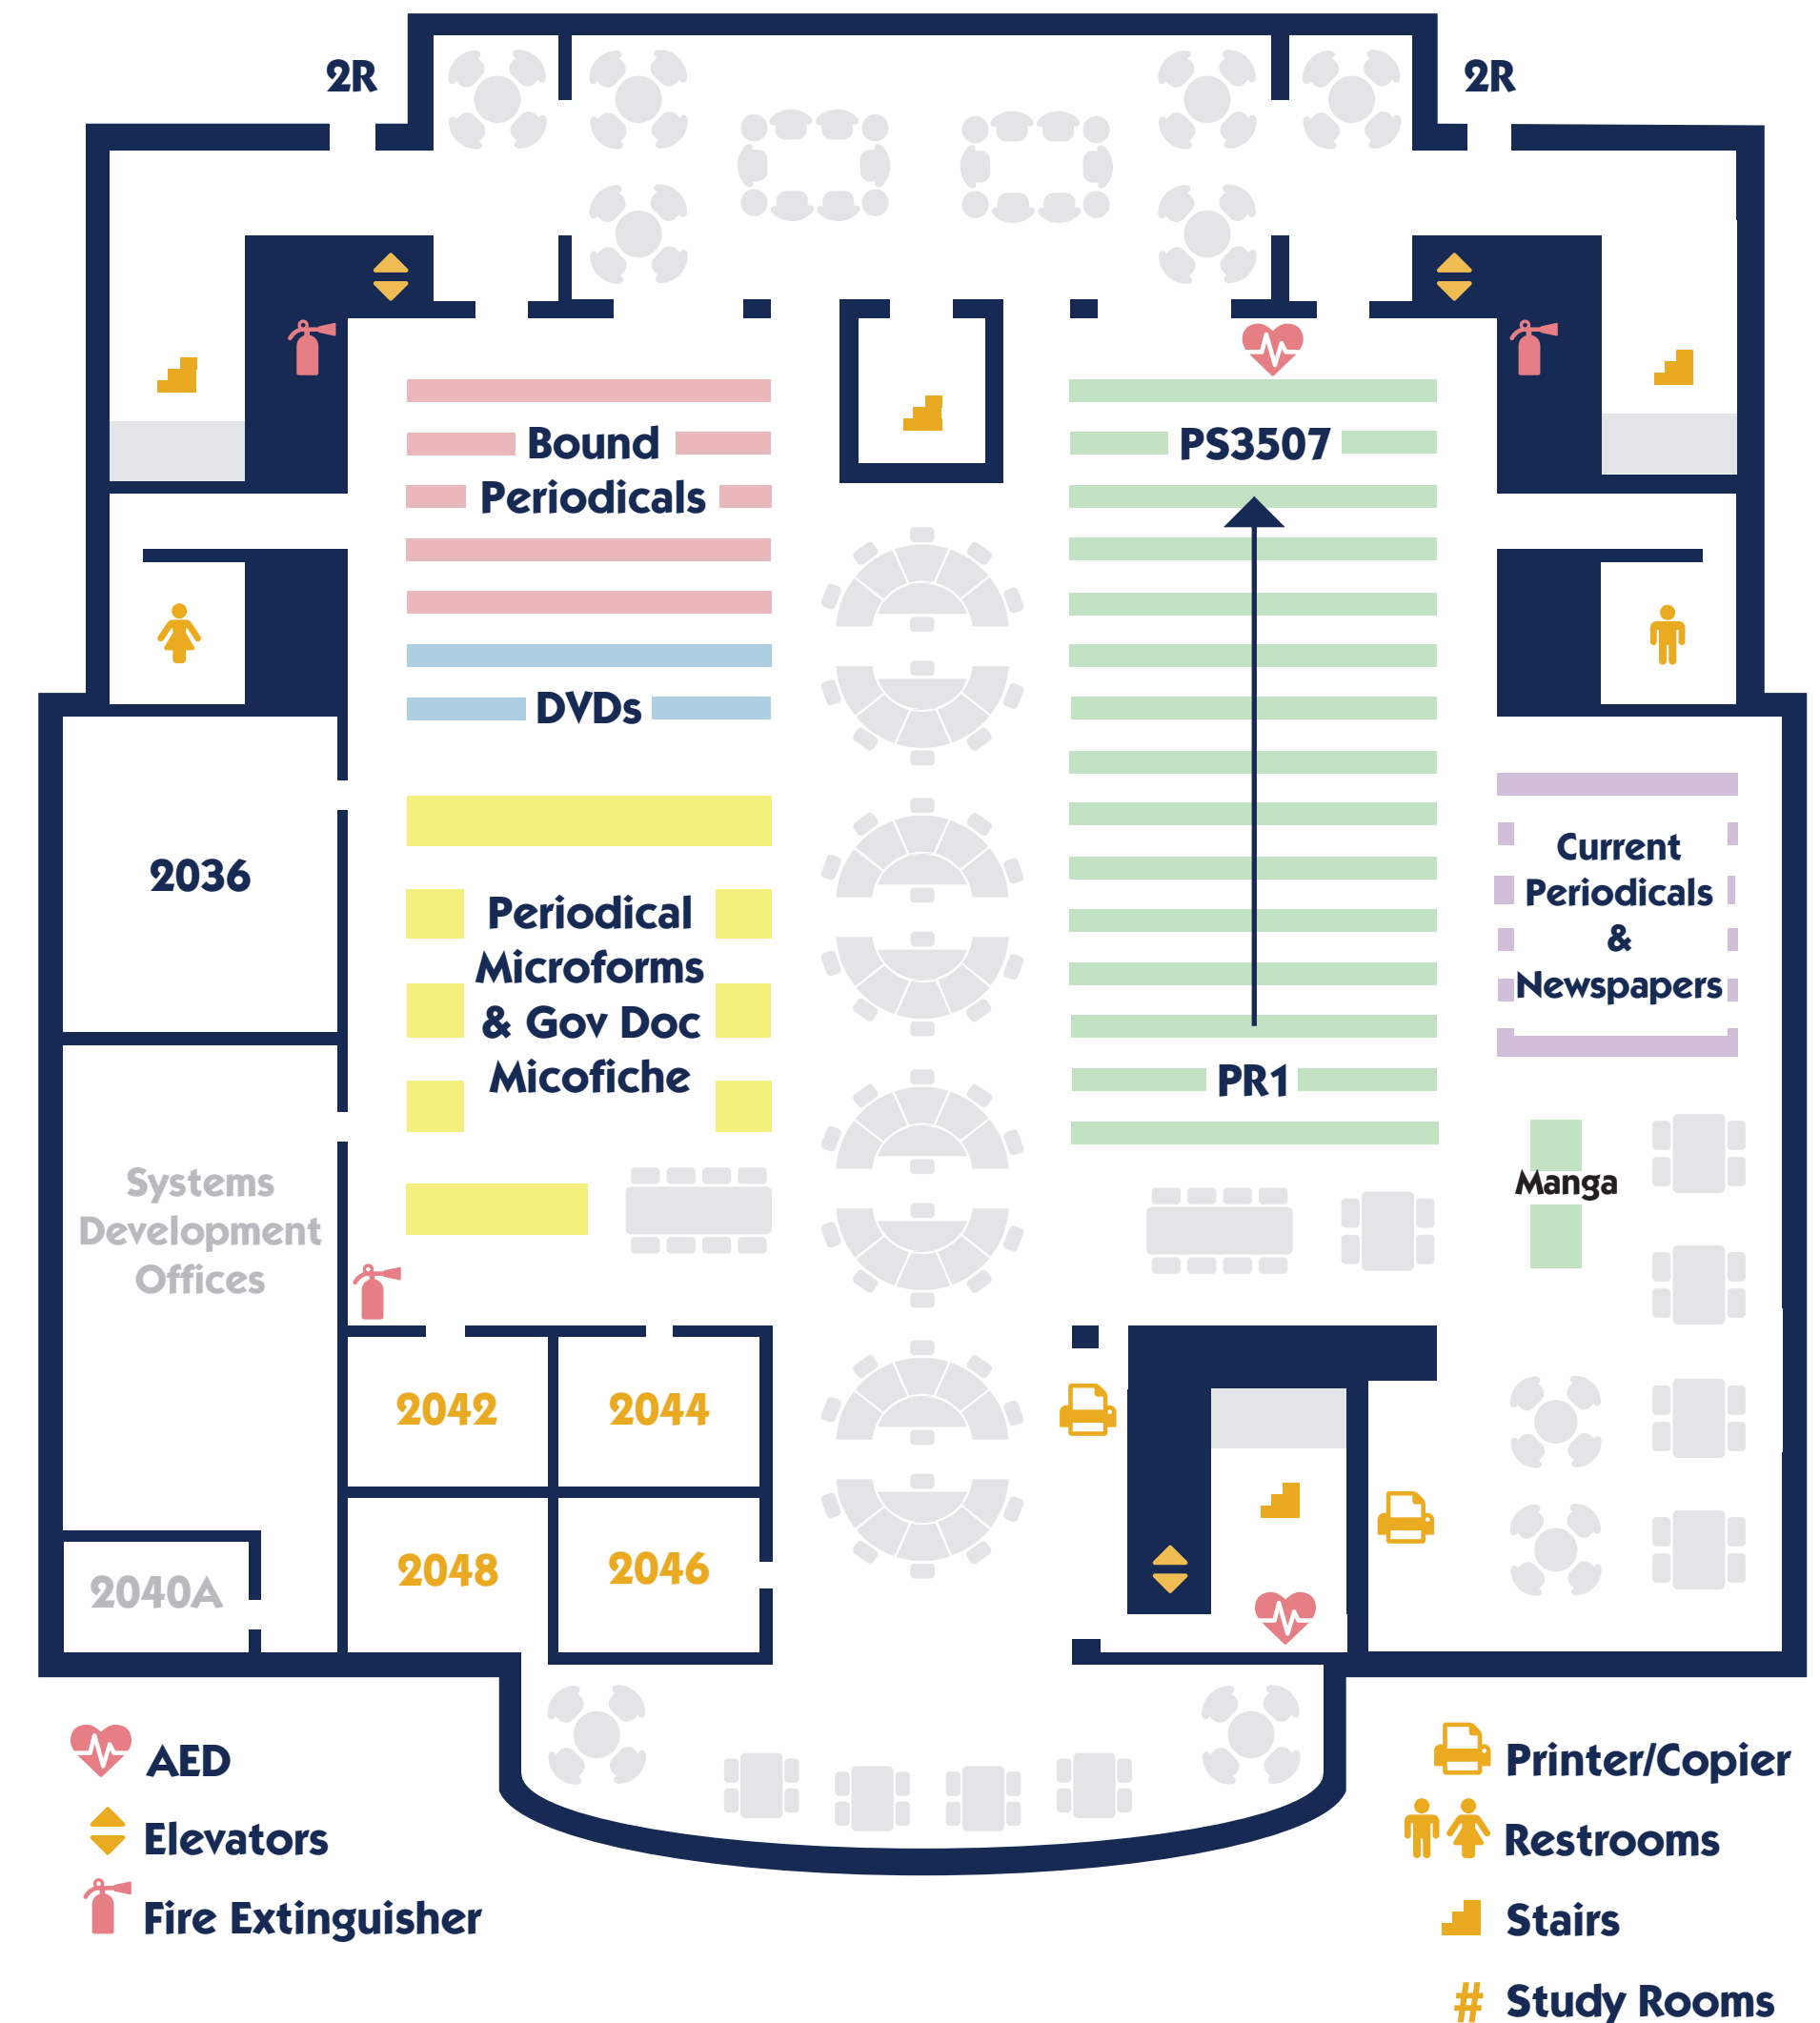 2R
2R
Bound
Periodicals
PS3507
DVDs
2036
Periodical
Microforms
& Gov Doc
Micofiche
Current
Periodicals
&
Newspapers
PR1
Manga
Systems
Development
Offices
2042
2044
2048
2046
2040A
AED
Elevators
Fire Extinguisher
Printer/Copier
Restrooms
Stairs
# Study Rooms